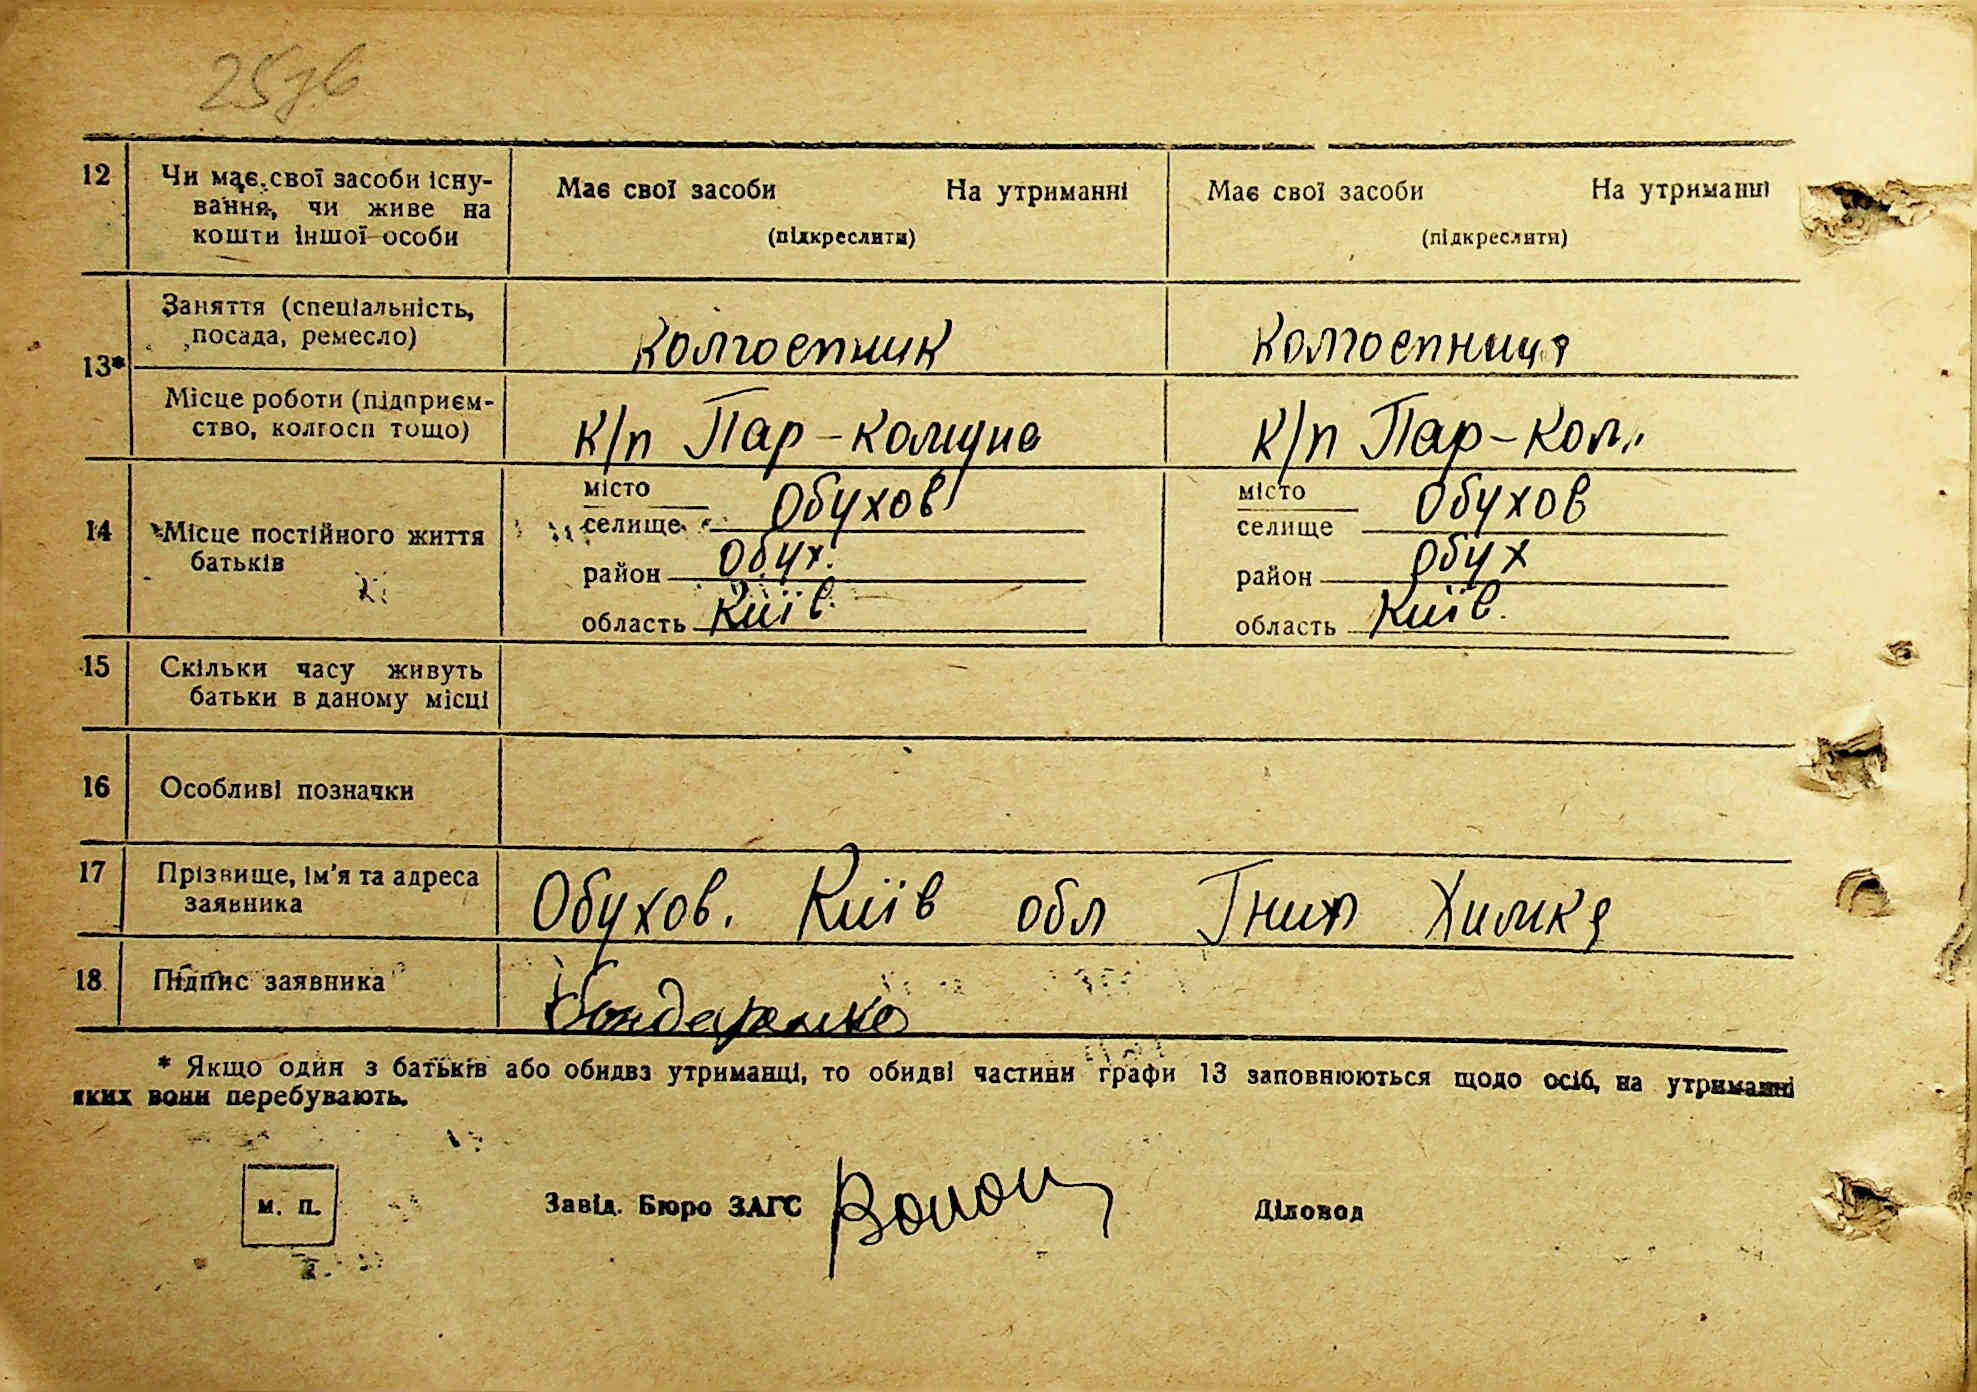 12 Чи має свої засоби існу-
вання, чи живе на
кошти іншої особи
Має свої засоби На утриманні
(підкреслити)
Має свої засоби На утриманні
(підкреслити)
13* Заняття (спеціальність,
посада, ремесло)
колгоспник
колгоспниця
Місце роботи (підприєм-
ство, колгосп тощо)
к/п Пар-комуна
к/п Пар-ком.
14 Місце постійного життя
батьків
місто
селище Обухов
район Обух.
область Київ.
місто
селище Обухов
район Обух
область Київ.
15 Скільки часу живуть
батьки в даному місці
16 Особливі позначки
17 Прізвище, ім'я та адреса
заявника
Обухов. Київ обл
18 Підпис заявника
Бондаренко
* Якщо один з батьків або обидва утриманці, то обидві частини графи 13 заповнюються щодо осіб, на утриманні
яких вони перебувають.
М. П.
Завід. Бюро ЗАГС
Діловод